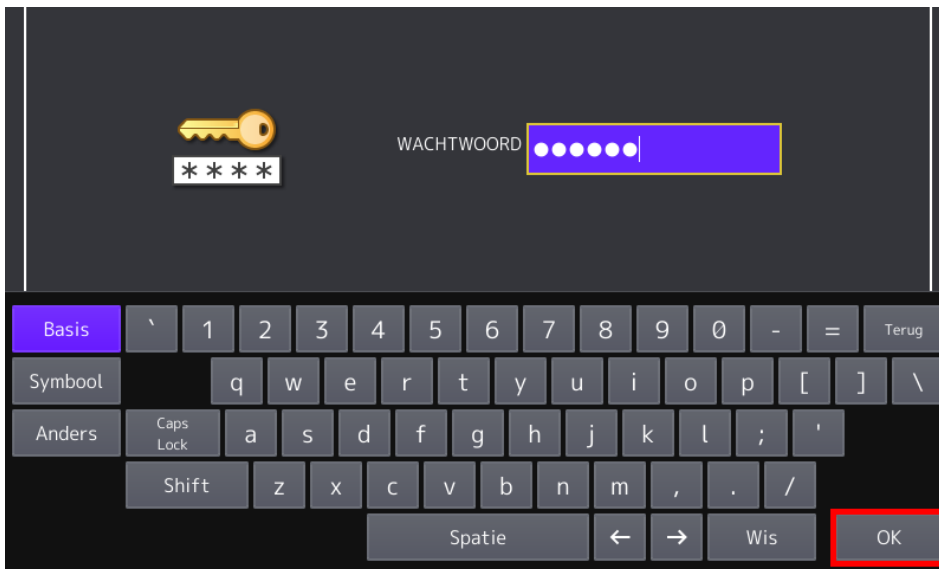 WACHTWOORD ●●●●●●
****
Basis ` 1 2 3 4 5 6 7 8 9 0 - = Terug
Symbool q w e r t y u i o p [ ] \
Anders Caps Lock a s d f g h j k l ; '
Shift z x c v b n m , . /
Spatie ← → Wis OK